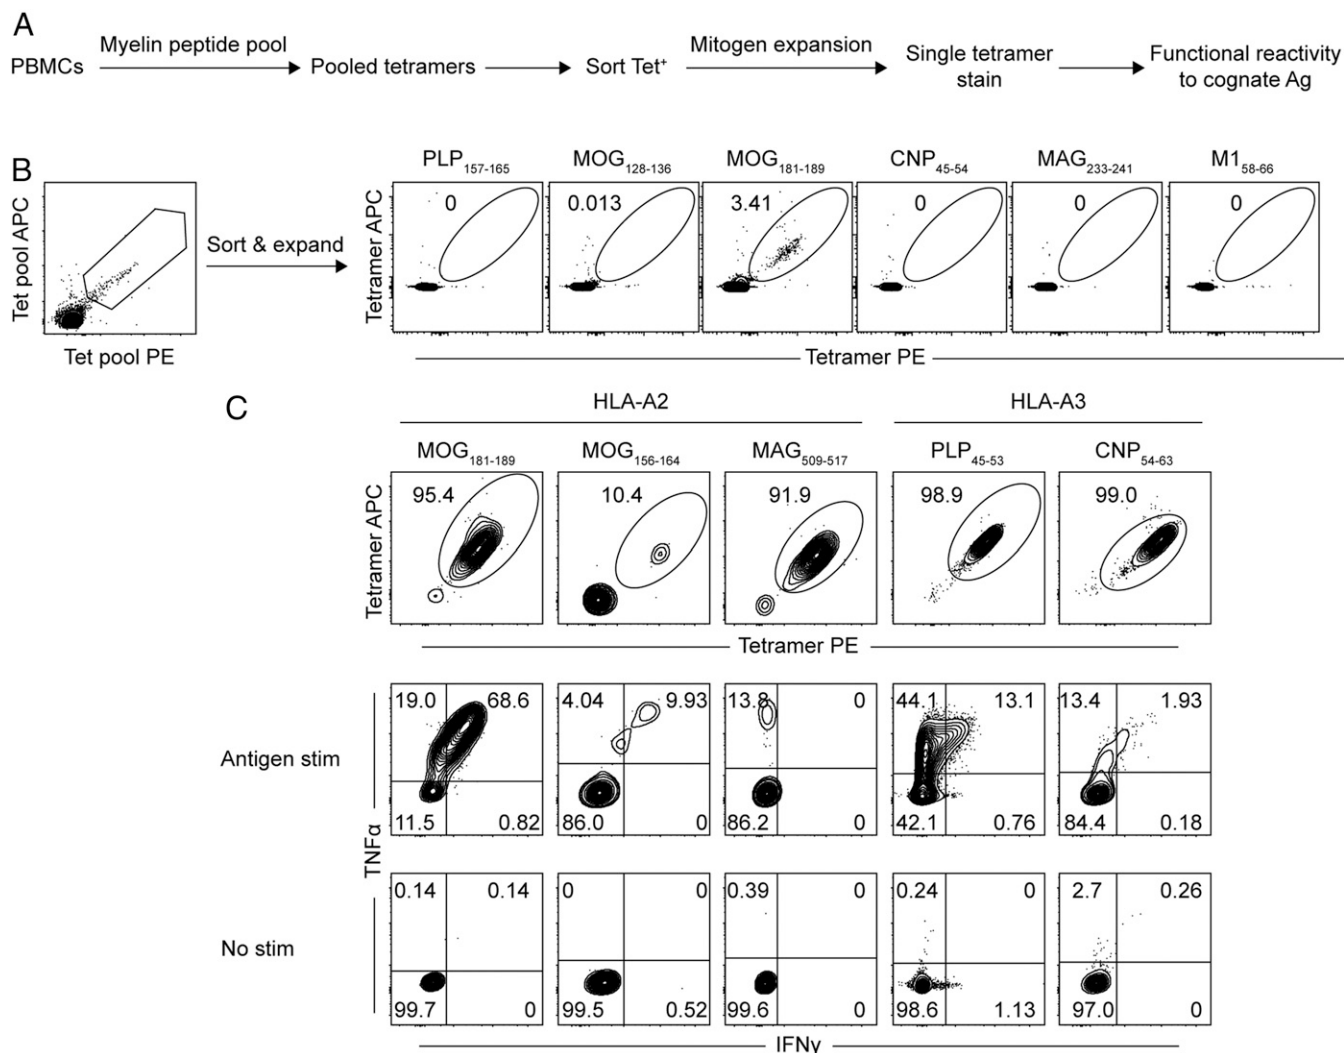 A
PBMCs
Myelin peptide pool
Pooled tetramers
Sort Tet⁺
Mitogen expansion
Single tetramer
stain
Functional reactivity
to cognate Ag
B
Tet pool APC
Tet pool PE
Sort & expand
Tetramer APC
PLP157-165
MOG128-136
MOG181-189
CNP45-54
MAG233-241
M158-66
0
0.013
3.41
0
0
0
Tetramer PE
C
HLA-A2
HLA-A3
MOG181-189
MOG156-164
MAG509-517
PLP45-53
CNP54-63
Tetramer APC
95.4
10.4
91.9
98.9
99.0
Tetramer PE
Antigen stim
19.0 68.6
11.5 0.82
4.04 9.93
86.0 0
13.8 0
86.2 0
44.1 13.1
42.1 0.76
13.4 1.93
84.4 0.18
TNFα
No stim
0.14 0.14
99.7 0
0 0
99.5 0.52
0.39 0
99.6 0
0.24 0
98.6 1.13
2.7 0.26
97.0 0
IFNγ